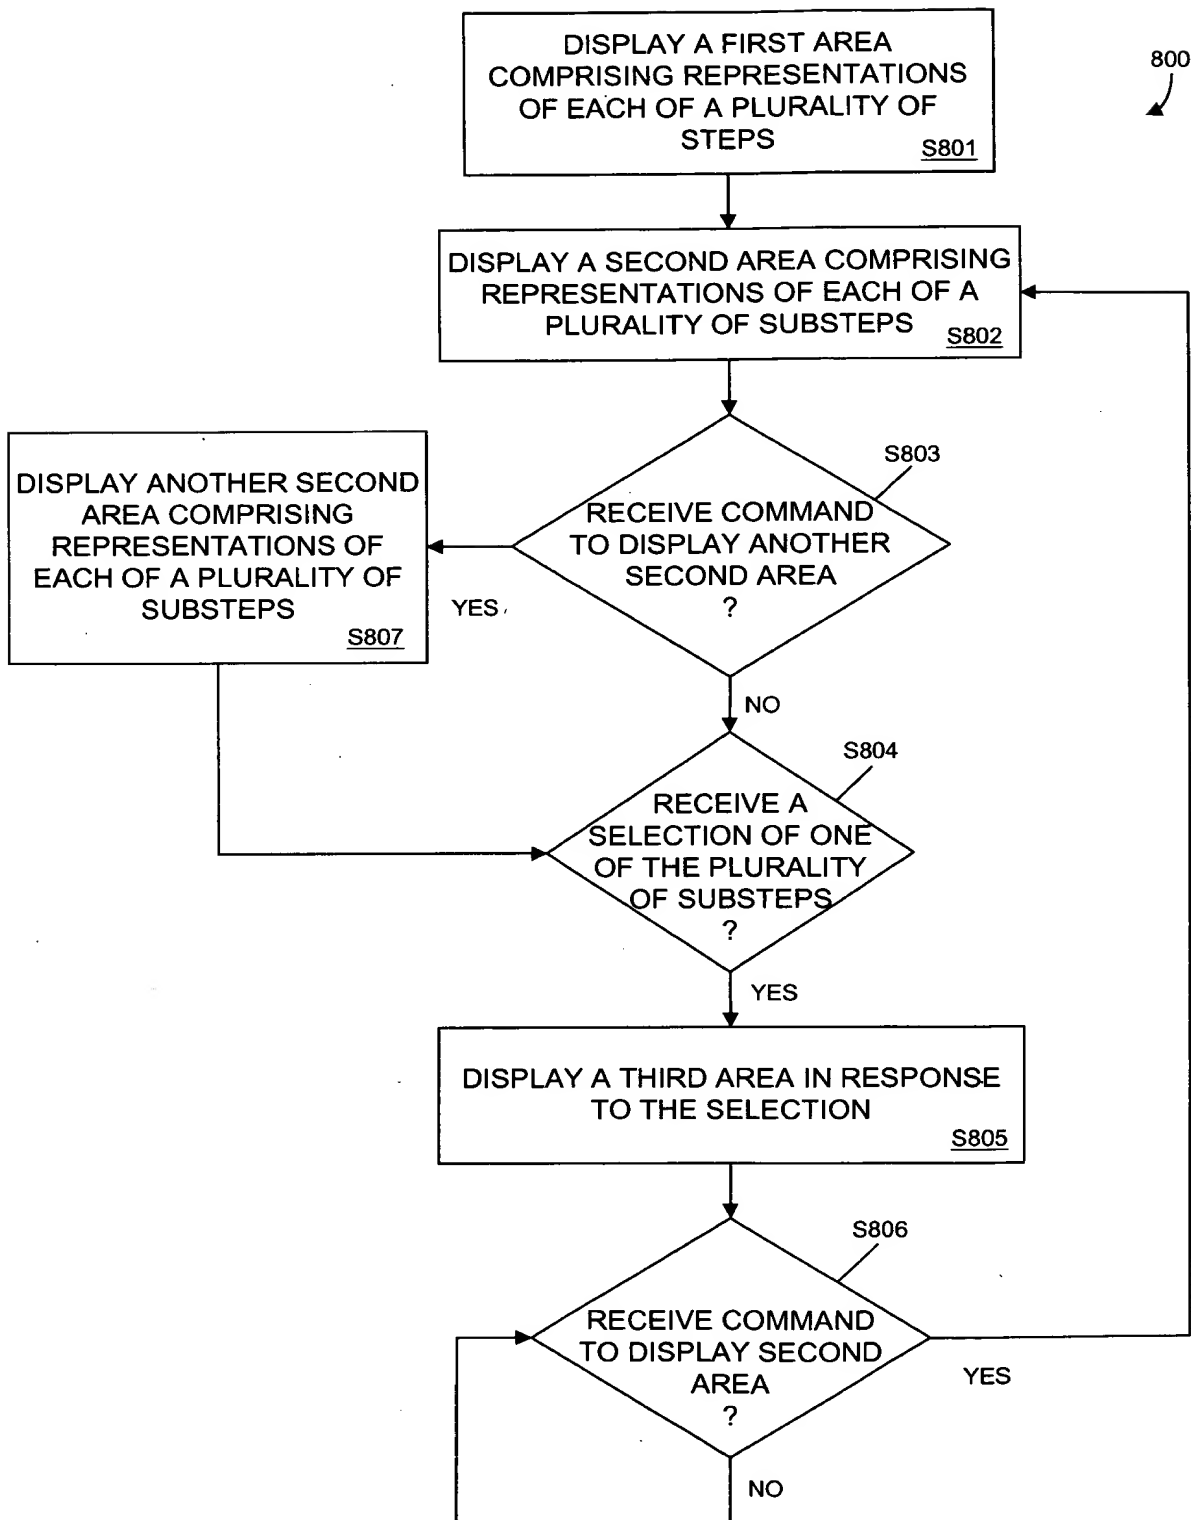 DISPLAY A FIRST AREA
COMPRISING REPRESENTATIONS
OF EACH OF A PLURALITY OF
STEPS
S801
800
DISPLAY A SECOND AREA COMPRISING
REPRESENTATIONS OF EACH OF A
PLURALITY OF SUBSTEPS
S802
S803
RECEIVE COMMAND
TO DISPLAY ANOTHER
SECOND AREA
?
YES
DISPLAY ANOTHER SECOND
AREA COMPRISING
REPRESENTATIONS OF
EACH OF A PLURALITY OF
SUBSTEPS
S807
NO
S804
RECEIVE A
SELECTION OF ONE
OF THE PLURALITY
OF SUBSTEPS
?
YES
DISPLAY A THIRD AREA IN RESPONSE
TO THE SELECTION
S805
S806
RECEIVE COMMAND
TO DISPLAY SECOND
AREA
?
YES
NO